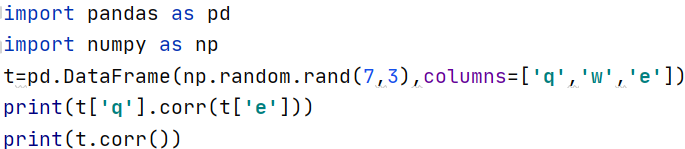 import pandas as pd
import numpy as np
t=pd.DataFrame(np.random.rand(7,3),columns=['q','w','e'])
print(t['q'].corr(t['e']))
print(t.corr())